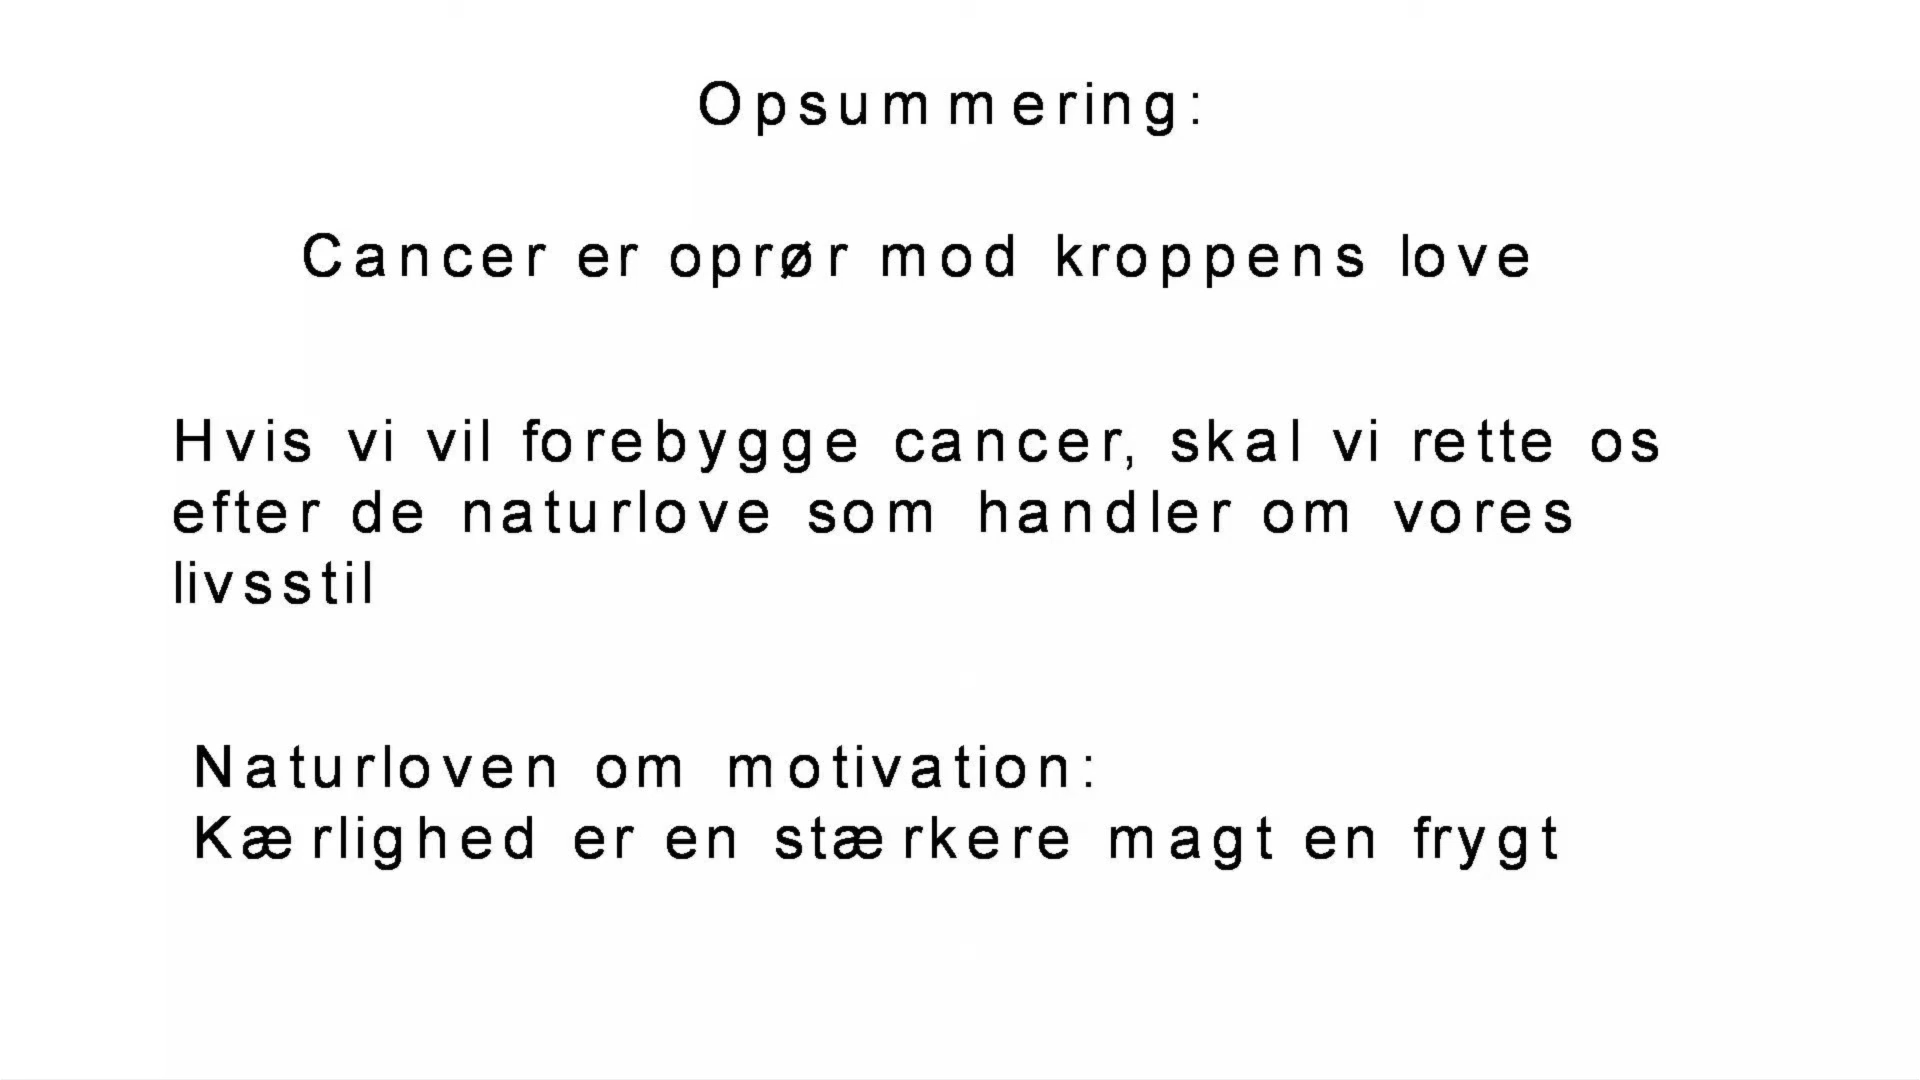 Opsummering:
Cancer er oprør mod kroppens love
Hvis vi vil forebygge cancer, skal vi rette os
efter de naturlove som handler om vores
livsstil
Naturloven om motivation:
Kærlighed er en stærkere magt en frygt